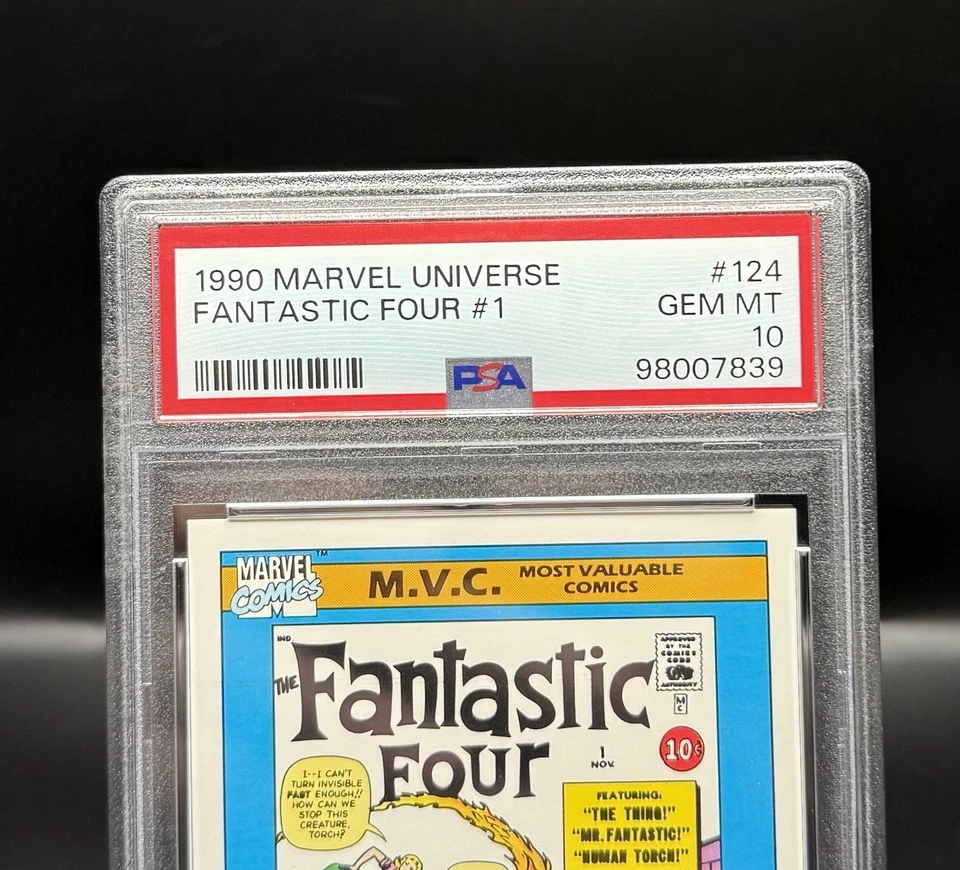 1990 MARVEL UNIVERSE
FANTASTIC FOUR #1
#124
GEM MT
10
98007839
PSA
MARVEL
COMICS
M
TM
M.V.C.
MOST VALUABLE
COMICS
IND.
THE
Fantastic
Four
APPROVED
BY THE
COMICS
CODE
AUTHORITY
M
C
1
NOV.
10¢
I--I CAN'T
TURN INVISIBLE
FAST ENOUGH!!
HOW CAN WE
STOP THIS
CREATURE,
TORCH?
FEATURING:
"THE THING!"
"MR. FANTASTIC!"
"HUMAN TORCH!"